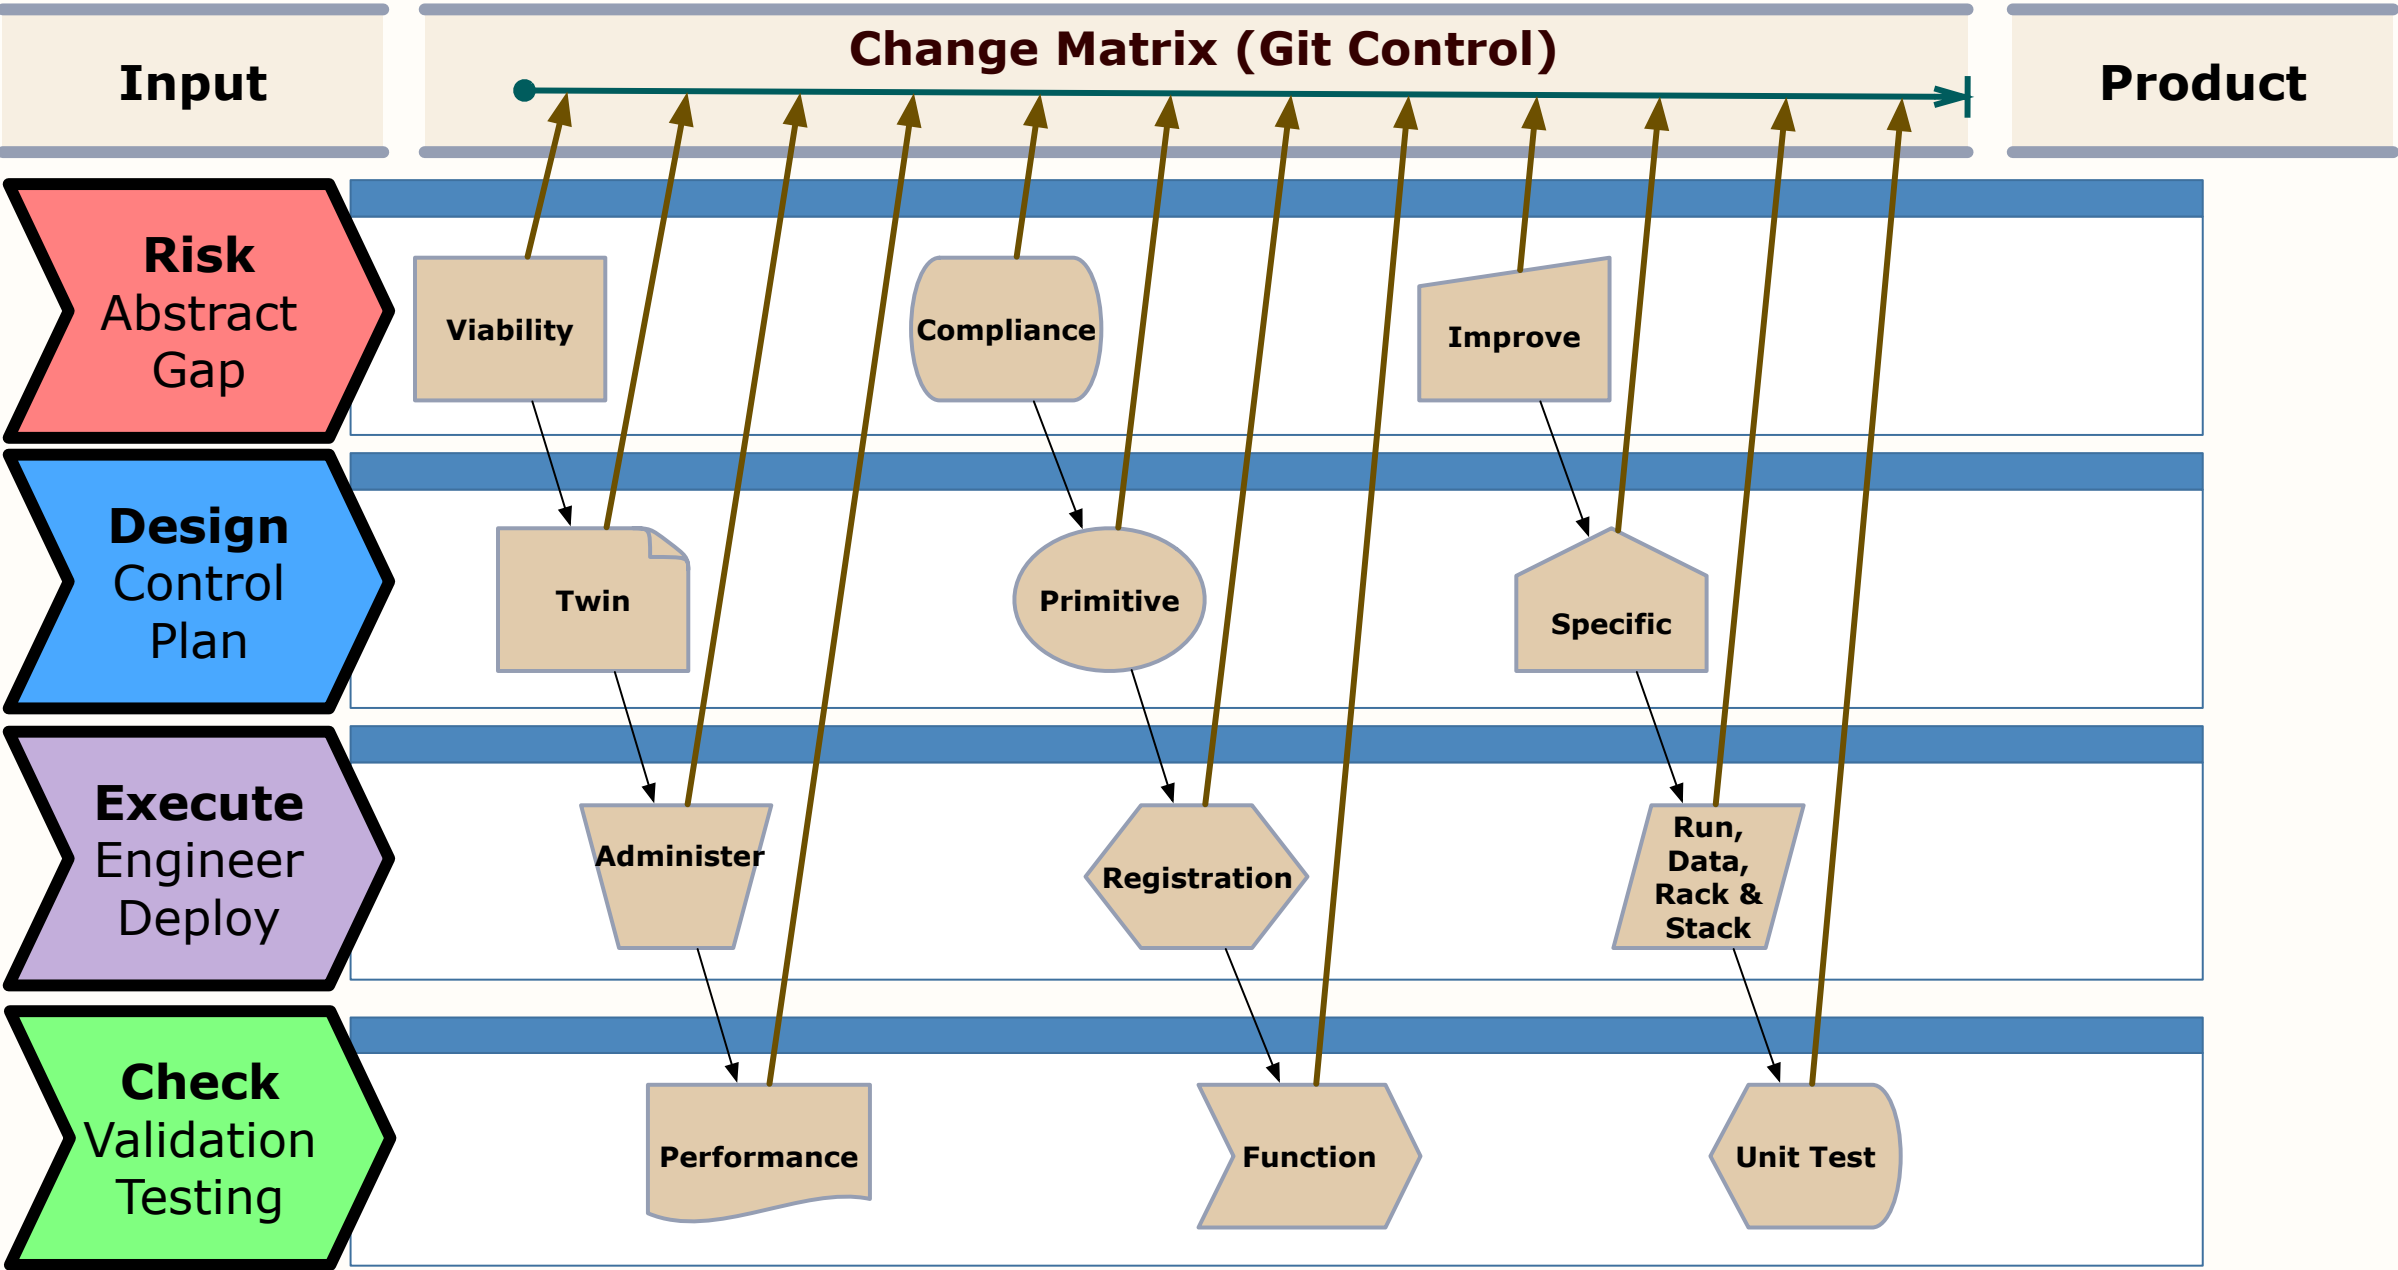 Input
Change Matrix (Git Control)
Product
Risk
Abstract
Gap
Viability
Compliance
Improve
Design
Control
Plan
Twin
Primitive
Specific
Execute
Engineer
Deploy
Administer
Registration
Run,
Data,
Rack &
Stack
Check
Validation
Testing
Performance
Function
Unit Test